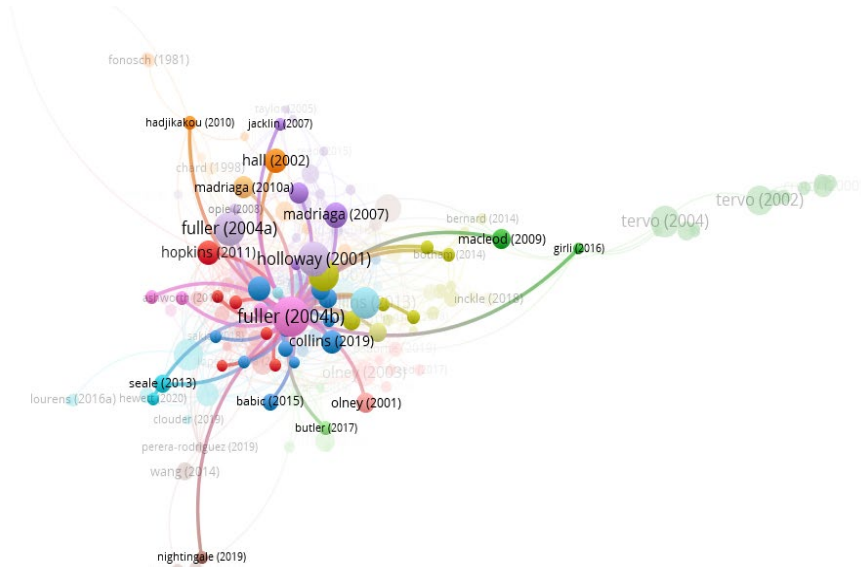 fonosch (1981)
taylor (2005)
hadjikakou (2010)
jacklin (2007)
chard (1998)
hall (2002)
madriaga (2010a)
opie (2008)
madriaga (2007)
tervo (2002)
bernard (2014)
tervo (2004)
fuller (2004a)
macleod (2009)
hopkins (2011)
holloway (2001)
botham (2014)
girli (2016)
inckle (2018)
fuller (2004b)
collins (2019)
olney (2003)
seale (2013)
lourens (2016a)
hewett (2020)
babic (2015)
olney (2001)
clouder (2019)
butler (2017)
perera-rodriguez (2019)
wang (2014)
nightingale (2019)